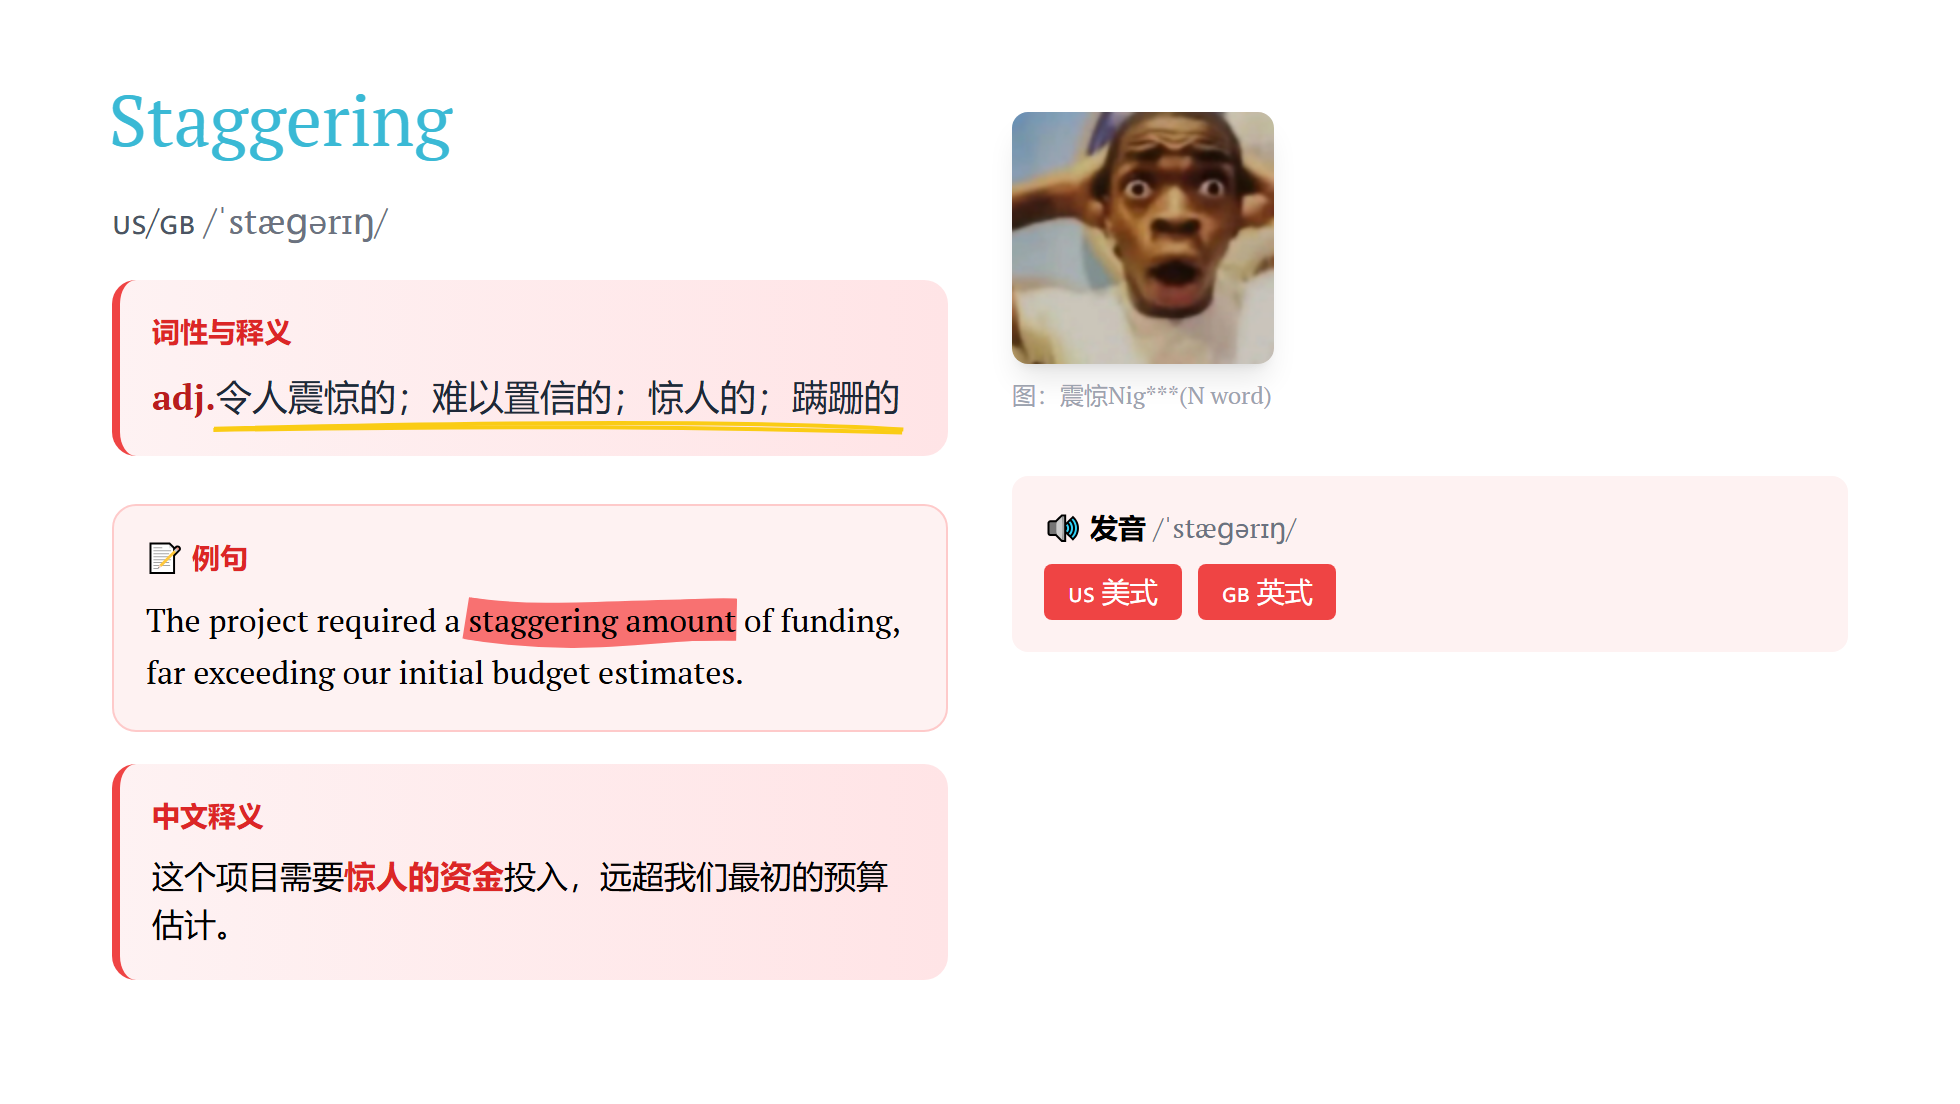 Staggering
US/GB /ˈstæɡərɪŋ/
词性与释义
adj.令人震惊的；难以置信的；惊人的；蹒跚的
📝 例句
The project required a staggering amount of funding,
far exceeding our initial budget estimates.
中文释义
这个项目需要惊人的资金投入，远超我们最初的预算
估计。
图：震惊Nig***(N word)
🔊 发音 /ˈstæɡərɪŋ/
US 美式
GB 英式